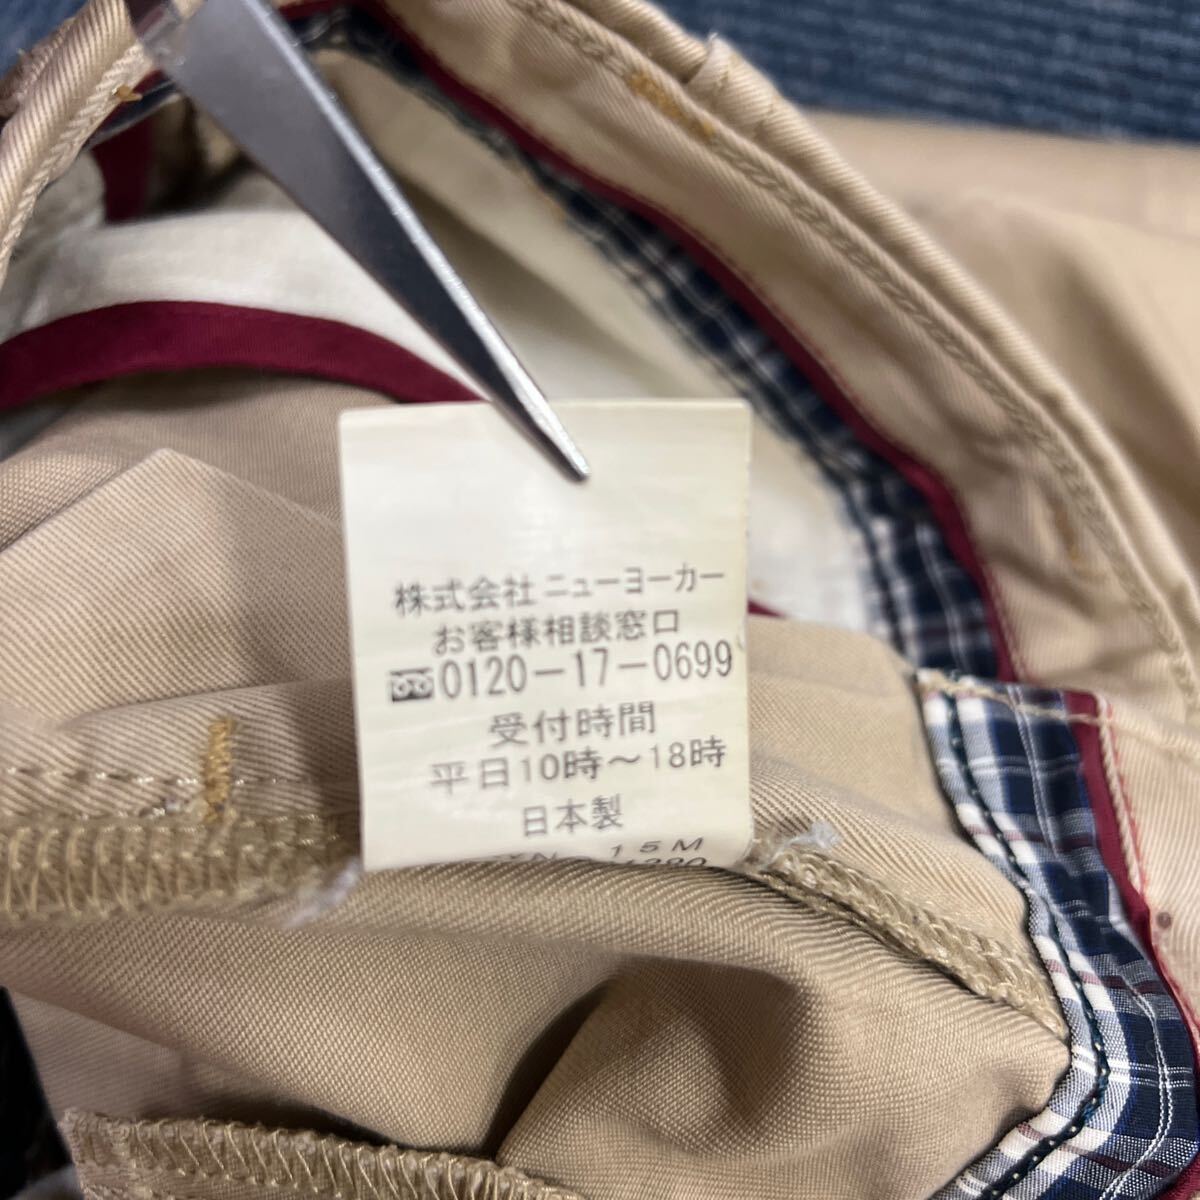 株式会社 ニューヨーカー
お客様相談窓口
0120-17-0699
受付時間
平日10時〜18時
日本製
15M